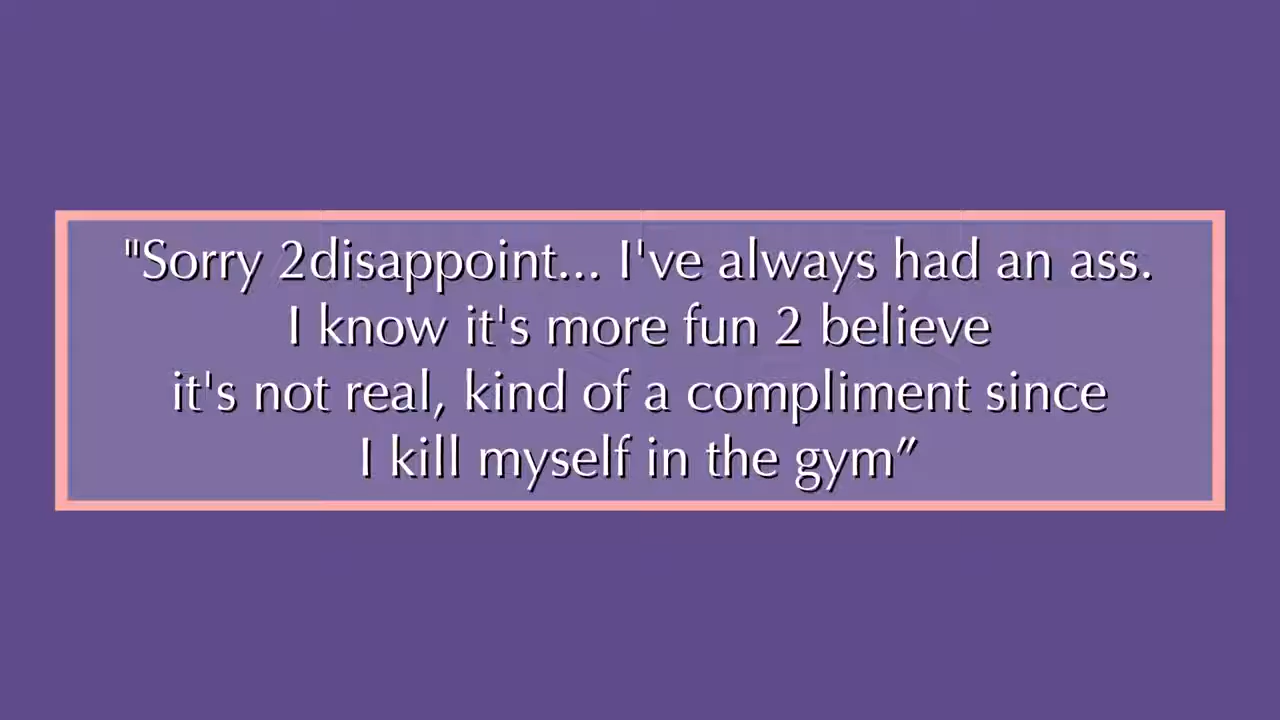 "Sorry 2disappoint... I've always had an ass.
I know it's more fun 2 believe
it's not real, kind of a compliment since
I kill myself in the gym”